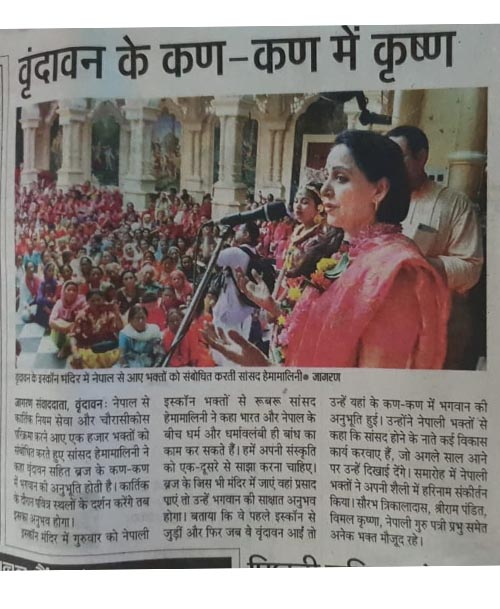 वृंदावन के कण-कण में कृष्ण
वृंदावन के इस्कॉन मंदिर में नेपाल से आए भक्तों को संबोधित करती सांसद हेमामालिनी● जागरण
जागरण संवाददाता, वृंदावन: नेपाल से
कार्तिक नियम सेवा और चौरासीकोस
परिक्रमा करने आए एक हजार भक्तों को
संबोधित करते हुए सांसद हेमामालिनी ने
कहा वृंदावन सहित ब्रज के कण-कण
में भगवान की अनुभूति होती है। कार्तिक
के दौरान पवित्र स्थलों के दर्शन करेंगे तब
इसका अनुभव होगा।
इस्कॉन मंदिर में गुरुवार को नेपाली
इस्कॉन भक्तों से रूबरू सांसद
हेमामालिनी ने कहा भारत और नेपाल के
बीच धर्म और धर्मावलंबी ही बांध का
काम कर सकते हैं। हमें अपनी संस्कृति
को एक-दूसरे से साझा करना चाहिए।
ब्रज के जिस भी मंदिर में जाएं वहां प्रसाद
पाएं तो उन्हें भगवान की साक्षात अनुभव
होगा। बताया कि वे पहले इस्कॉन से
जुड़ीं और फिर जब वे वृंदावन आईं तो
उन्हें यहां के कण-कण में भगवान की
अनुभूति हुई। उन्होंने नेपाली भक्तों से
कहा कि सांसद होने के नाते कई विकास
कार्य करवाए हैं, जो अगले साल आने
पर उन्हें दिखाई देंगे। समारोह में नेपाली
भक्तों ने अपनी शैली में हरिनाम संकीर्तन
किया। सौरभ त्रिकालादास, श्रीराम पंडित,
विमल कृष्णा, नेपाली गुरु पत्री प्रभु समेत
अनेक भक्त मौजूद रहे।